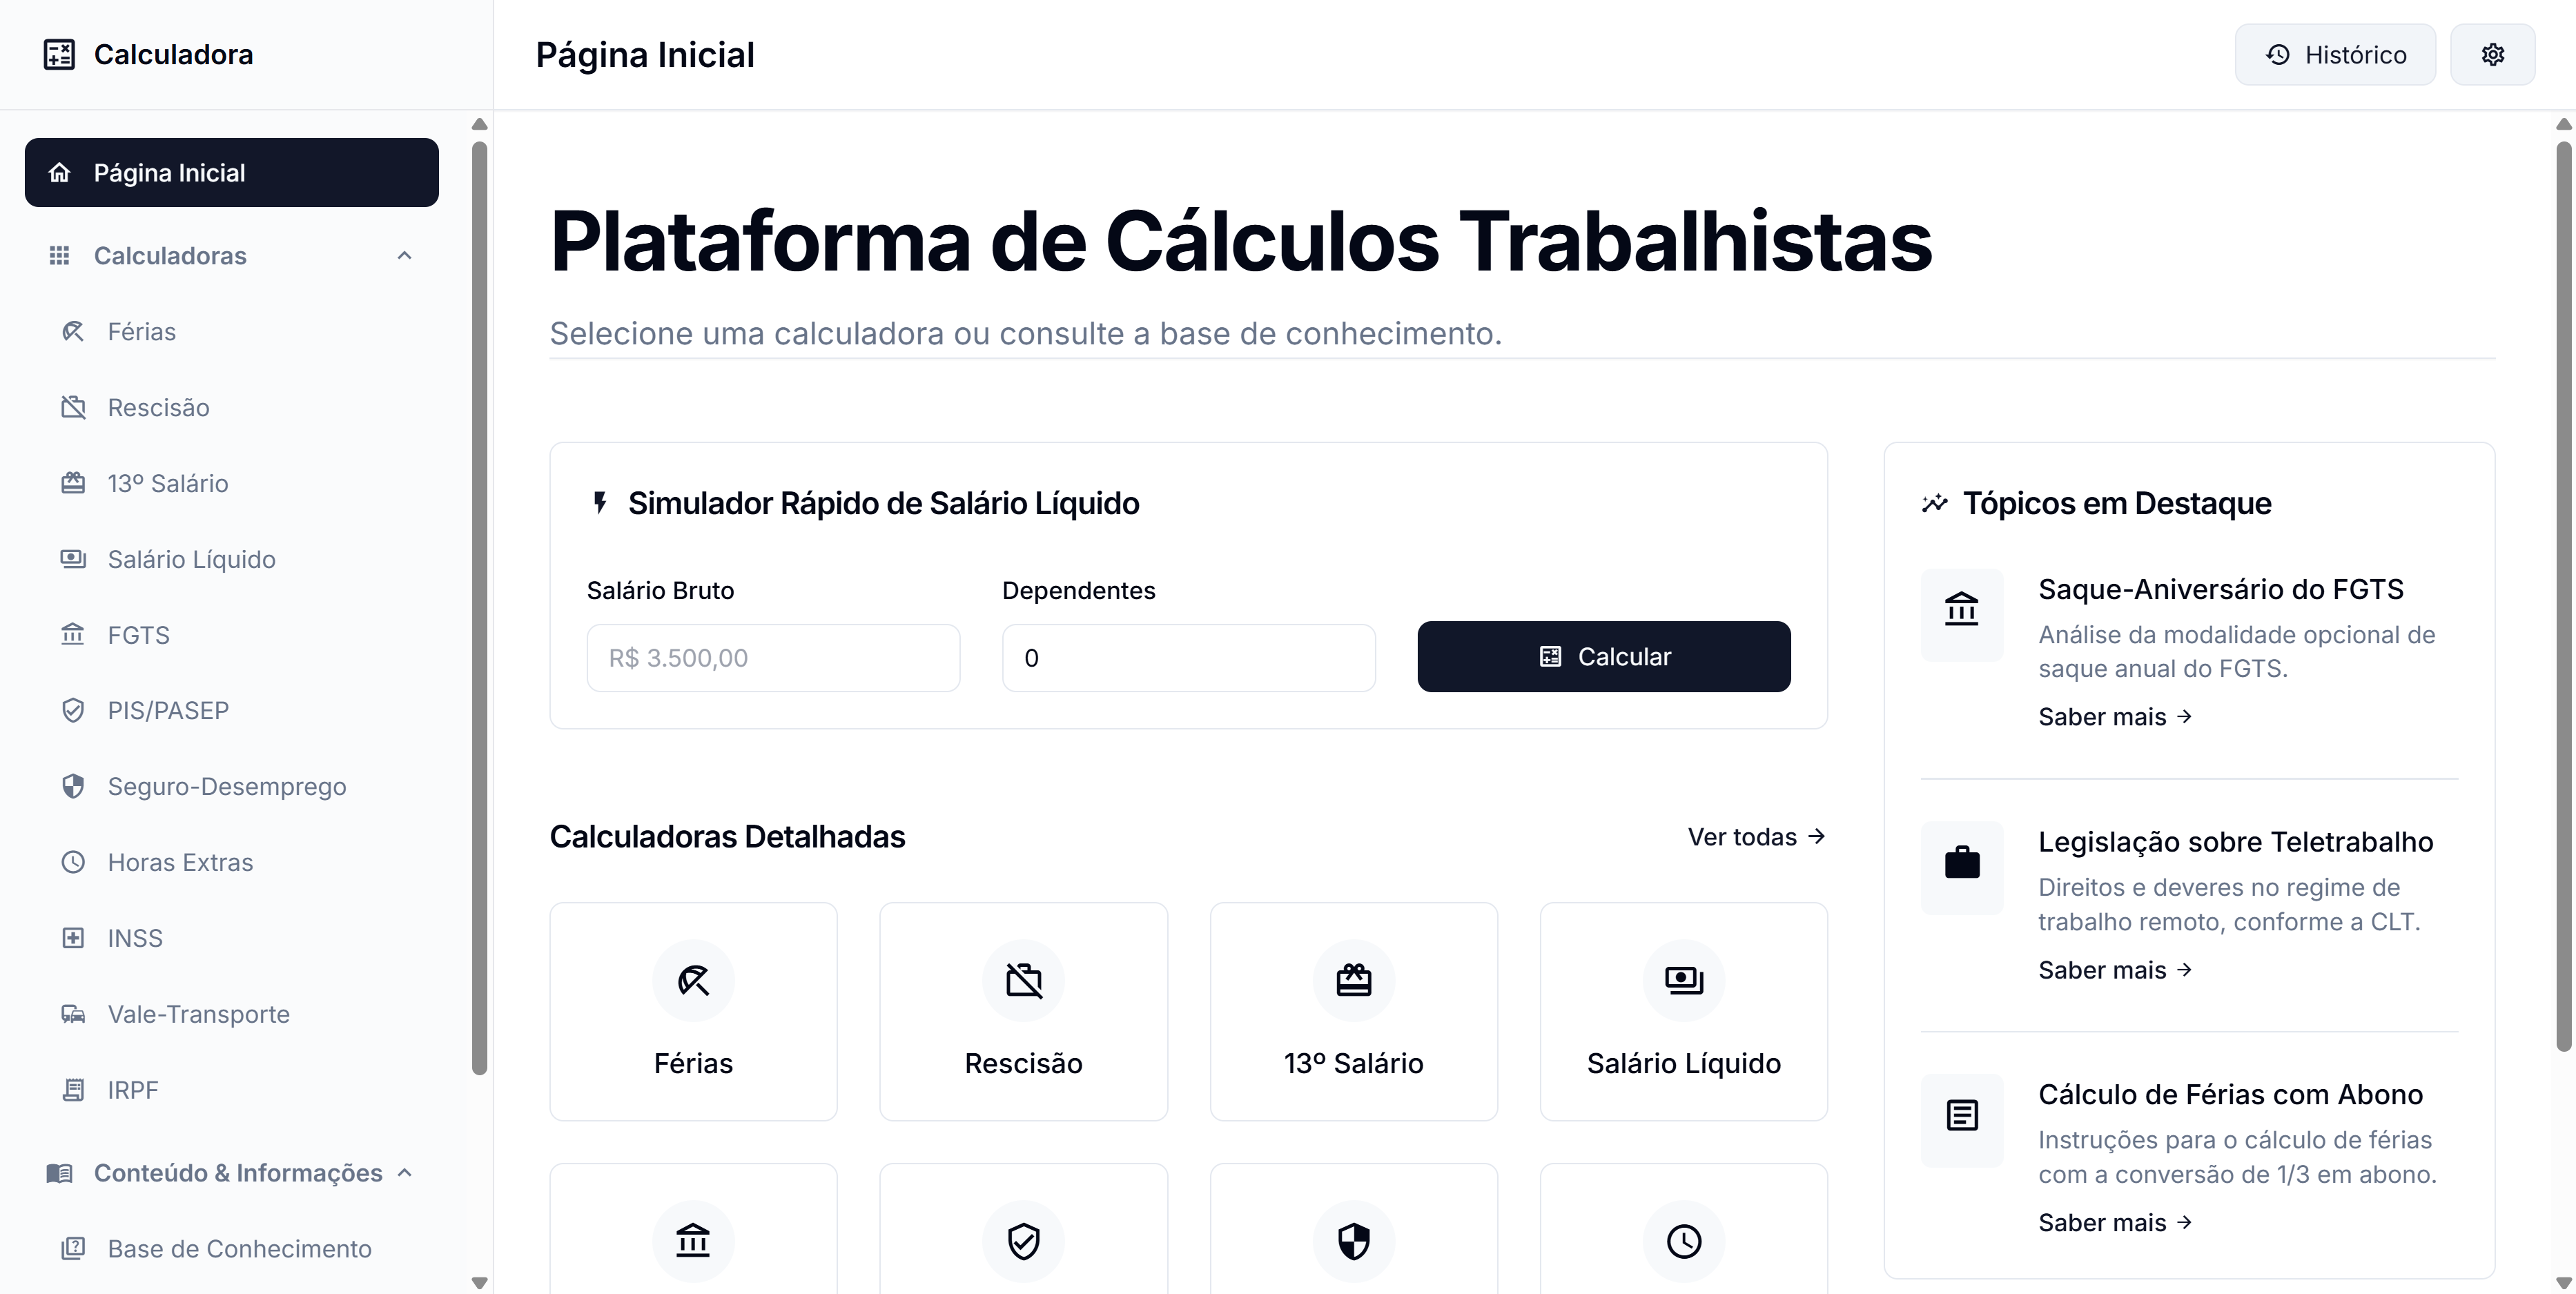 Calculadora
Página Inicial
Histórico
Página Inicial
Calculadoras
Férias
Rescisão
13º Salário
Salário Líquido
FGTS
PIS/PASEP
Seguro-Desemprego
Horas Extras
INSS
Vale-Transporte
IRPF
Conteúdo & Informações
Base de Conhecimento
Plataforma de Cálculos Trabalhistas
Selecione uma calculadora ou consulte a base de conhecimento.
Simulador Rápido de Salário Líquido
Salário Bruto
Dependentes
R$ 3.500,00
0
Calcular
Calculadoras Detalhadas
Ver todas →
Férias
Rescisão
13º Salário
Salário Líquido
Tópicos em Destaque
Saque-Aniversário do FGTS
Análise da modalidade opcional de
saque anual do FGTS.
Saber mais →
Legislação sobre Teletrabalho
Direitos e deveres no regime de
trabalho remoto, conforme a CLT.
Saber mais →
Cálculo de Férias com Abono
Instruções para o cálculo de férias
com a conversão de 1/3 em abono.
Saber mais →